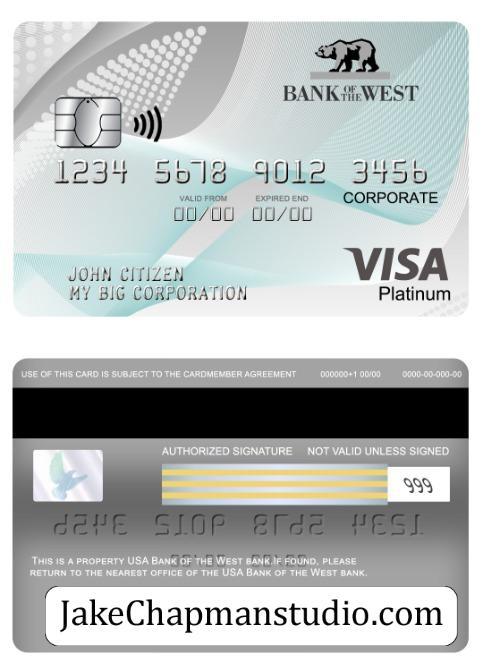 BANK OF THE WEST
1234 5678 9012 3456
CORPORATE
VALID FROM EXPIRED END
00/00 00/00
VISA
Platinum
JOHN CITIZEN
MY BIG CORPORATION
USE OF THIS CARD IS SUBJECT TO THE CARDMEMBER AGREEMENT 000000+1 00/00 0000-00-000-00
AUTHORIZED SIGNATURE NOT VALID UNLESS SIGNED
999
THIS IS A PROPERTY USA BANK OF THE WEST BANK.IF FOUND, PLEASE
RETURN TO THE NEAREST OFFICE OF THE USA BANK OF THE WEST BANK.
JakeChapmanstudio.com